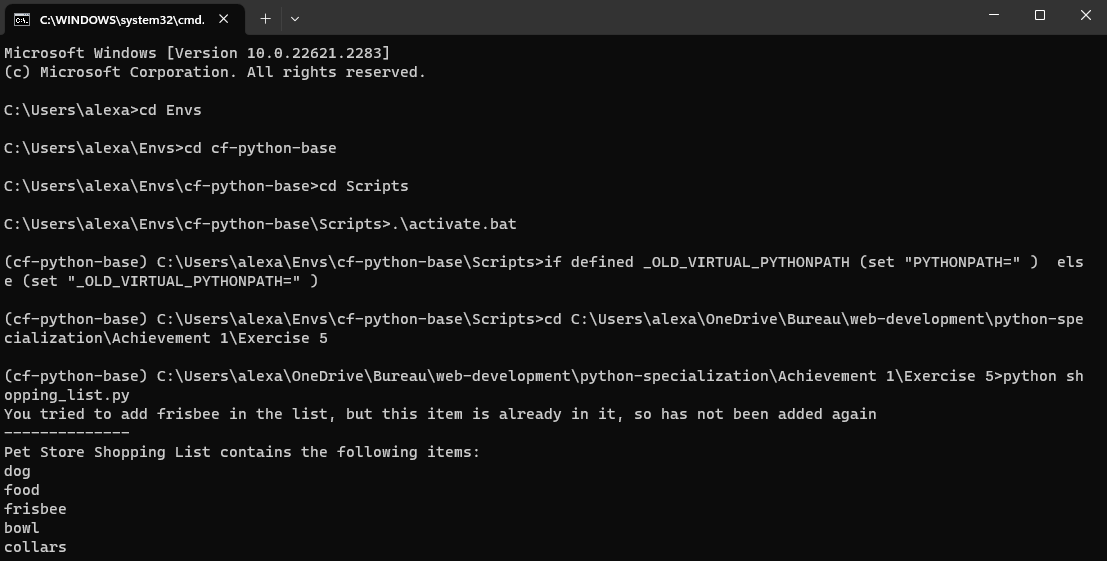 C:\WINDOWS\system32\cmd.
Microsoft Windows [Version 10.0.22621.2283]
(c) Microsoft Corporation. All rights reserved.
C:\Users\alexa>cd Envs
C:\Users\alexa\Envs>cd cf-python-base
C:\Users\alexa\Envs\cf-python-base>cd Scripts
C:\Users\alexa\Envs\cf-python-base\Scripts>.\activate.bat
(cf-python-base) C:\Users\alexa\Envs\cf-python-base\Scripts>if defined _OLD_VIRTUAL_PYTHONPATH (set "PYTHONPATH=" )  els
e (set "_OLD_VIRTUAL_PYTHONPATH=" )
(cf-python-base) C:\Users\alexa\Envs\cf-python-base\Scripts>cd C:\Users\alexa\OneDrive\Bureau\web-development\python-spe
cialization\Achievement 1\Exercise 5
(cf-python-base) C:\Users\alexa\OneDrive\Bureau\web-development\python-specialization\Achievement 1\Exercise 5>python sh
opping_list.py
You tried to add frisbee in the list, but this item is already in it, so has not been added again
--------------
Pet Store Shopping List contains the following items:
dog
food
frisbee
bowl
collars